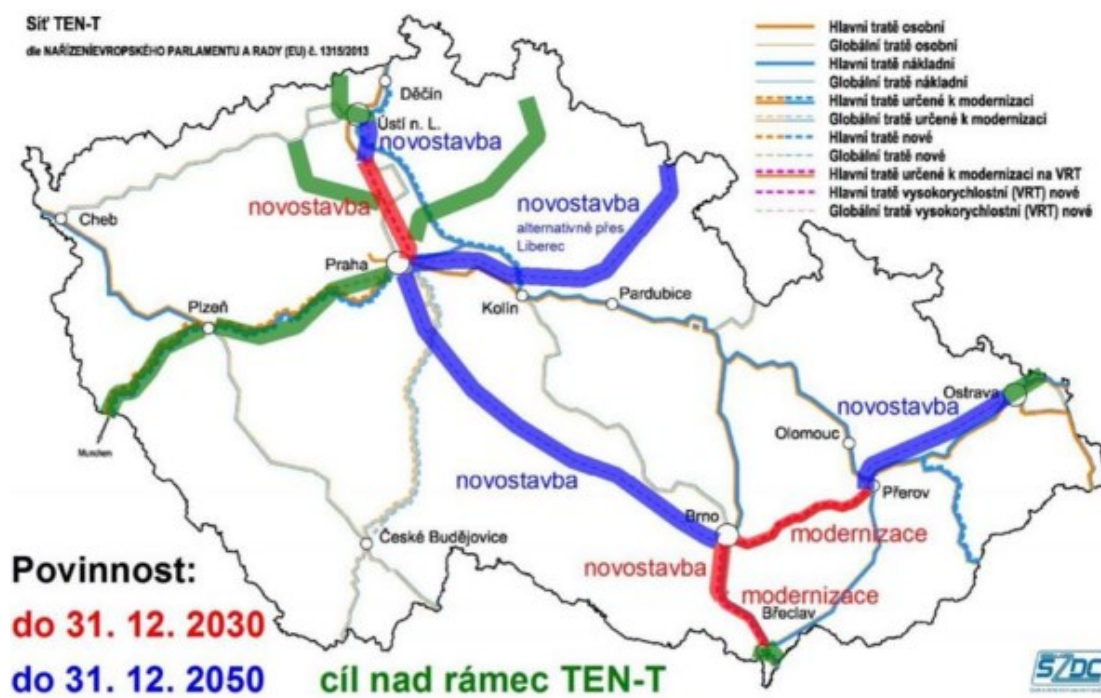 Síť TEN-T
dle NAŘÍZENÍEVROPSKÉHO PARLAMENTU A RADY (EU) č. 1315/2013
Hlavní tratě osobní
Globální tratě osobní
Hlavní tratě nákladní
Globální tratě nákladní
Hlavní tratě určené k modernizaci
Globální tratě určené k modernizaci
Hlavní tratě nové
Globální tratě nové
Hlavní tratě určené k modernizaci na VRT
Hlavní tratě vysokorychlostní (VRT) nové
Globální tratě vysokorychlostní (VRT) nové
Děčín
Ústí n. L.
novostavba
novostavba
novostavba
alternativně přes
Liberec
Cheb
Praha
Plzeň
Kolín
Pardubice
Munchen
Ostrava
novostavba
Olomouc
Přerov
novostavba
Brno
modernizace
České Budějovice
novostavba
modernizace
Břeclav
Povinnost:
do 31. 12. 2030
do 31. 12. 2050
cíl nad rámec TEN-T
SŽDC